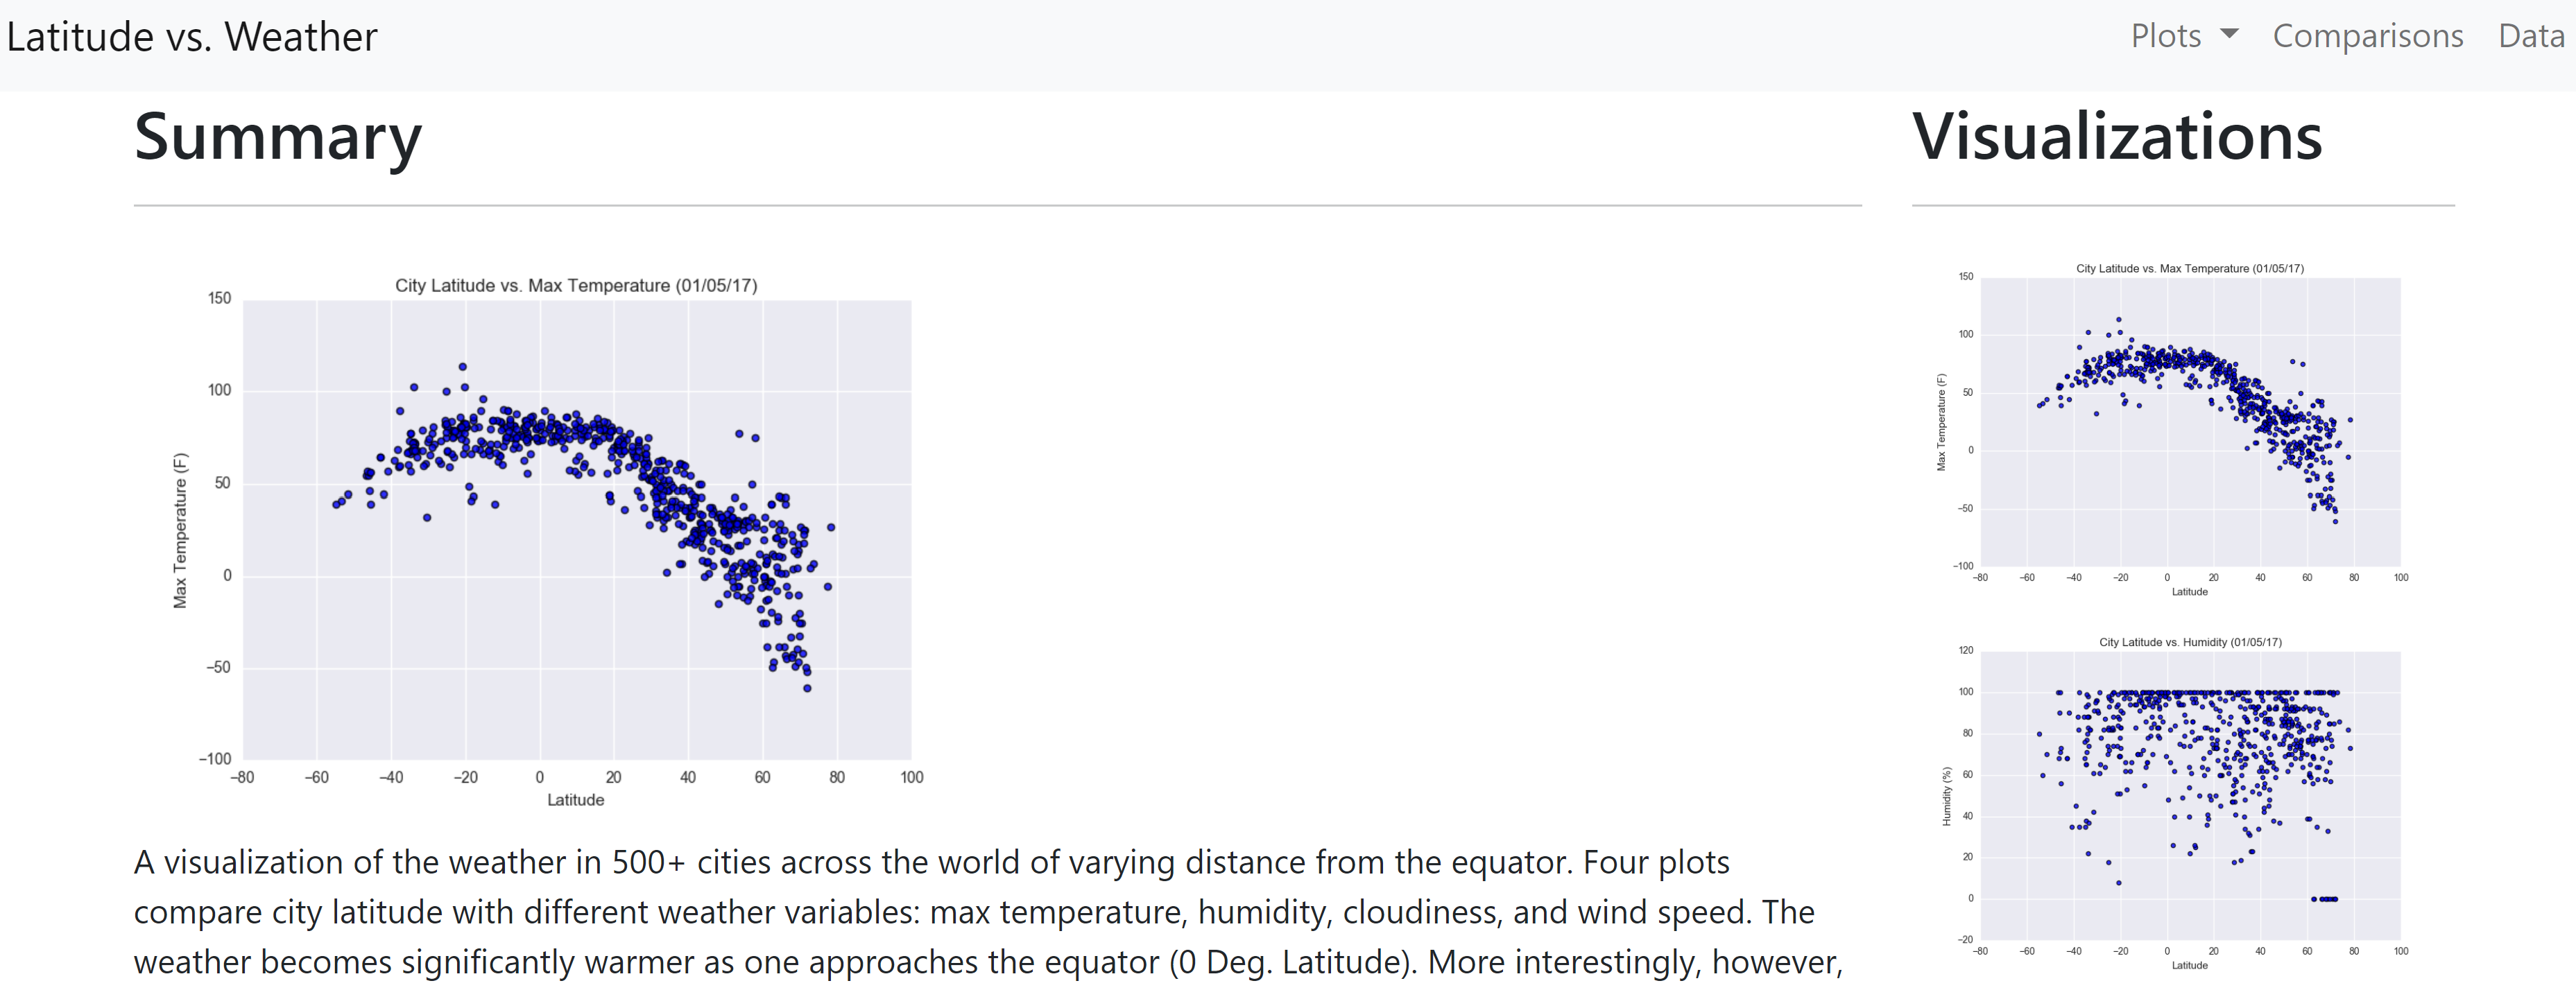 Latitude vs. Weather
Plots Comparisons Data
Summary
City Latitude vs. Max Temperature (01/05/17)
150
100
50
0
−50
−100
Max Temperature (F)
−80 −60 −40 −20 0 20 40 60 80 100
Latitude
A visualization of the weather in 500+ cities across the world of varying distance from the equator. Four plots
compare city latitude with different weather variables: max temperature, humidity, cloudiness, and wind speed. The
weather becomes significantly warmer as one approaches the equator (0 Deg. Latitude). More interestingly, however,
Visualizations
City Latitude vs. Max Temperature (01/05/17)
150
100
50
0
−50
−100
Max Temperature (F)
−80 −60 −40 −20 0 20 40 60 80 100
Latitude
City Latitude vs. Humidity (01/05/17)
120
100
80
60
40
20
0
−20
Humidity (%)
−80 −60 −40 −20 0 20 40 60 80 100
Latitude